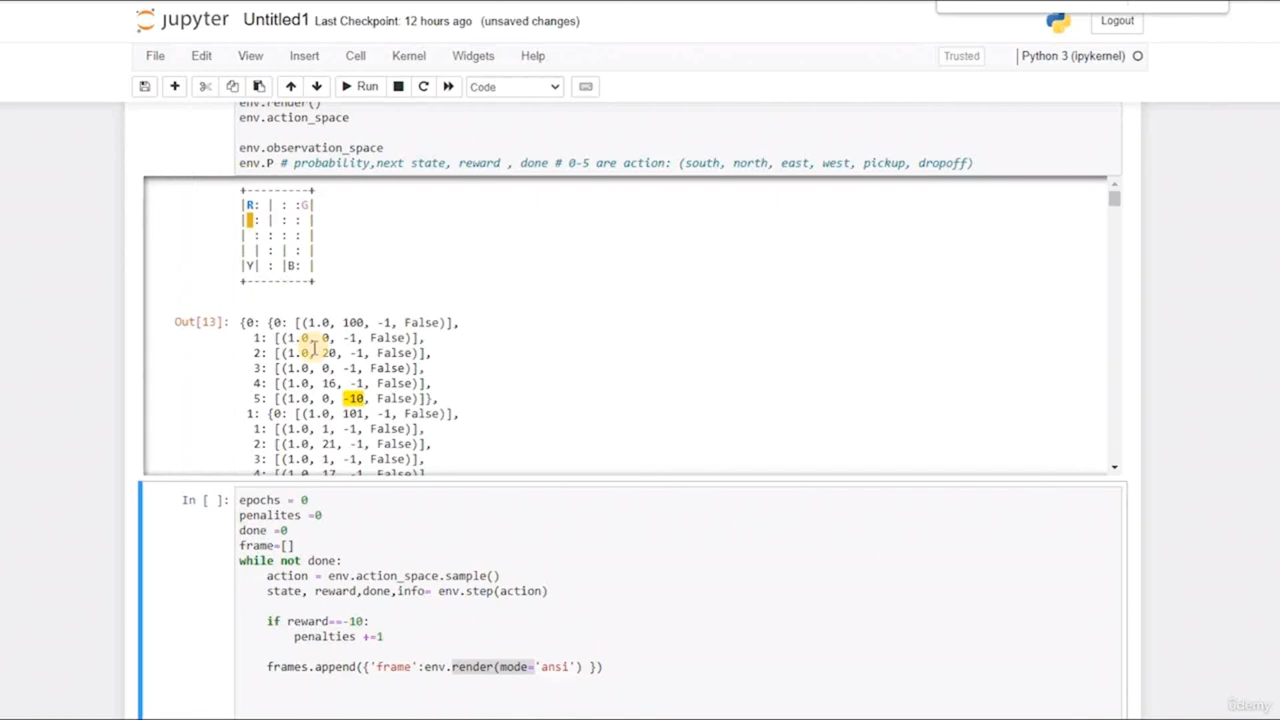 jupyter Untitled1 Last Checkpoint: 12 hours ago (unsaved changes)
Logout
File Edit View Insert Cell Kernel Widgets Help
Trusted
Python 3 (ipykernel)
Run
Code
env.render()
env.action_space
env.observation_space
env.P # probability,next state, reward , done # 0-5 are action: (south, north, east, west, pickup, dropoff)
+---------+
|R: | : :G|
| : | : : |
| : : : : |
| | : | : |
|Y| : |B: |
+---------+
Out[13]: {0: {0: [(1.0, 100, -1, False)],
1: [(1.0, 0, -1, False)],
2: [(1.0, 20, -1, False)],
3: [(1.0, 0, -1, False)],
4: [(1.0, 16, -1, False)],
5: [(1.0, 0, -10, False)]},
1: {0: [(1.0, 101, -1, False)],
1: [(1.0, 1, -1, False)],
2: [(1.0, 21, -1, False)],
3: [(1.0, 1, -1, False)],
4: [(1.0, 17, -1, False)],
In [ ]: epochs = 0
penalites =0
done =0
frame=[]
while not done:
action = env.action_space.sample()
state, reward,done,info= env.step(action)
if reward==-10:
penalties +=1
frames.append({'frame':env.render(mode='ansi') })
ûdemy